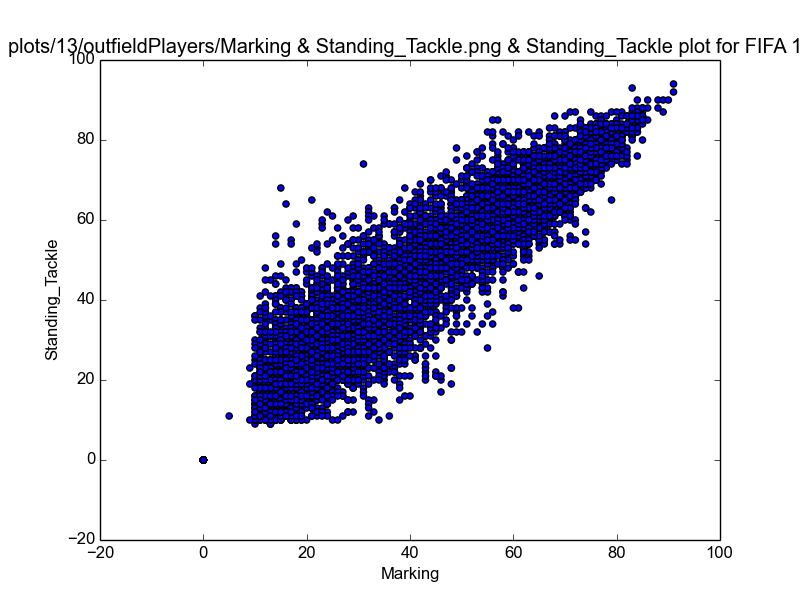 plots/13/outfieldPlayers/Marking & Standing_Tackle.png & Standing_Tackle plot for FIFA 1
100
80
60
40
20
0
−20
Standing_Tackle
−20 0 20 40 60 80 100
Marking